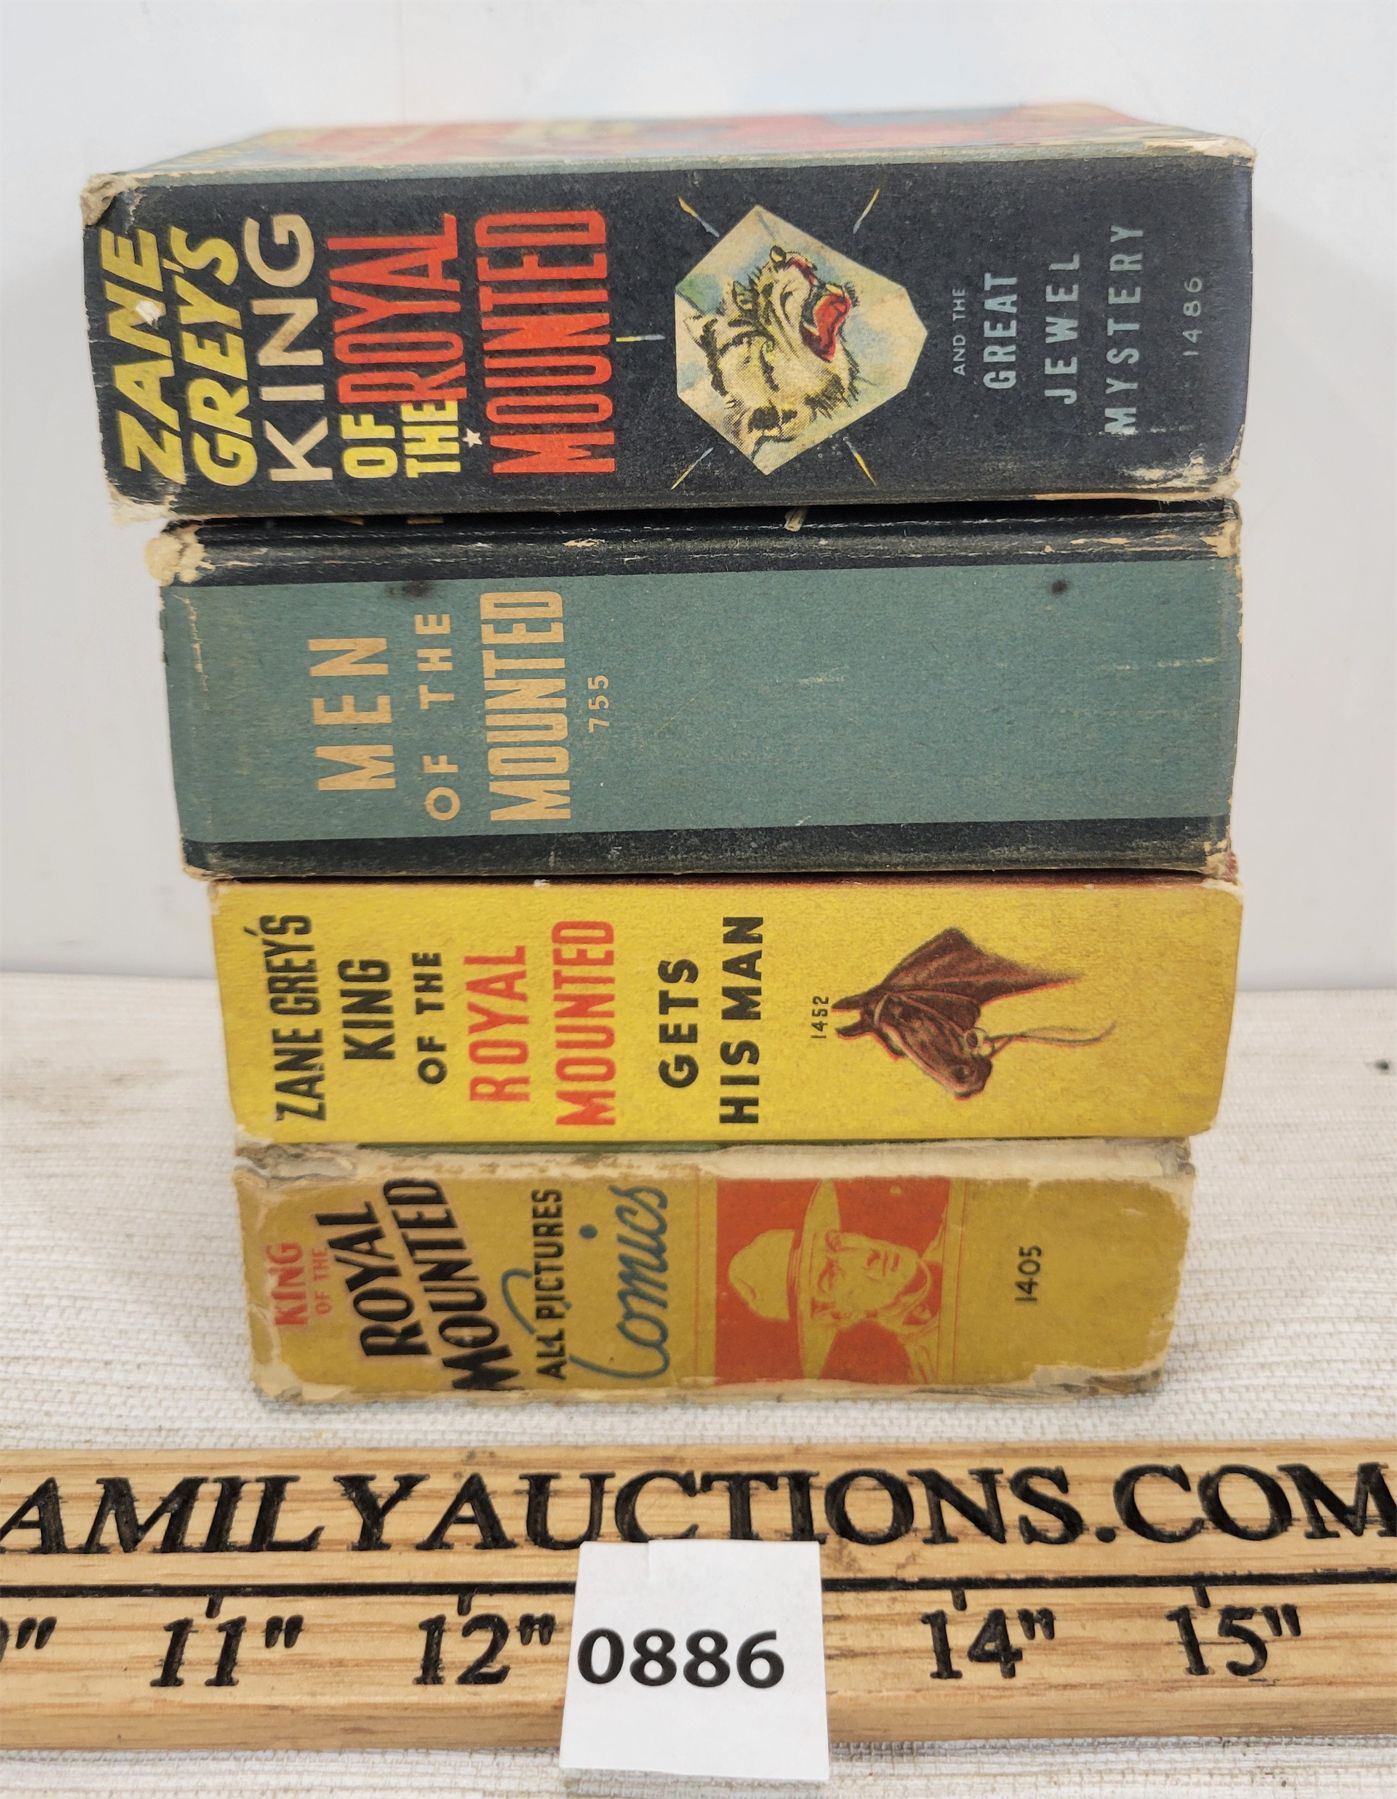 ZANE
GREY'S
KING
OF ROYAL
THE
MOUNTED
AND THE
GREAT
JEWEL
MYSTERY
1486
MEN
OF THE
MOUNTED
755
ZANE GREY'S
KING
OF THE
ROYAL
MOUNTED
GETS
HIS MAN
1452
KING
OF THE
ROYAL
MOUNTED
ALL PICTURES
Comics
1405
AMILYAUCTIONS.COM
11" 12" 14" 15"
0886